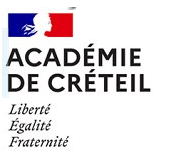 ACADÉMIE
DE CRÉTEIL
Liberté
Égalité
Fraternité